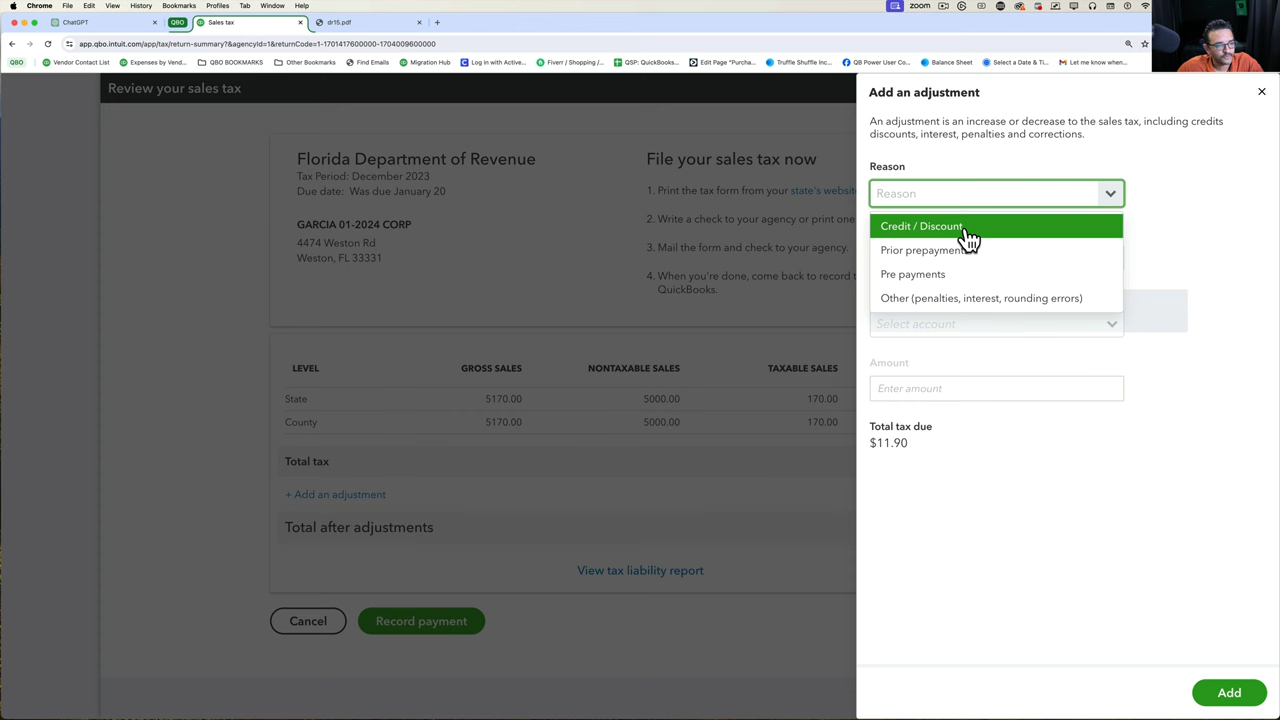 Chrome File Edit View History Bookmarks Profiles Tab Window Help
zoom
ChatGPT
QBO
Sales tax
dr15.pdf
app.qbo.intuit.com/app/tax/return-summary?&agencyId=1&returnCode=1-1701417600000-1704009600000
QBO Vendor Contact List Expenses by Vend... QBO BOOKMARKS Other Bookmarks Find Emails Migration Hub Log in with Active... Fiverr / Shopping /... QSP: QuickBooks... Edit Page "Purcha... Truffle Shuffle Inc... QB Power User Co... Balance Sheet Select a Date & Ti... Let me know when...
Review your sales tax
Florida Department of Revenue
Tax Period: December 2023
Due date: Was due January 20
GARCIA 01-2024 CORP
4474 Weston Rd
Weston, FL 33331
File your sales tax now
1. Print the tax form from your state's website
2. Write a check to your agency or print one
3. Mail the form and check to your agency.
4. When you're done, come back to record t
QuickBooks.
LEVEL GROSS SALES NONTAXABLE SALES TAXABLE SALES
State 5170.00 5000.00 170.00
County 5170.00 5000.00 170.00
Total tax
+ Add an adjustment
Total after adjustments
View tax liability report
Cancel
Record payment
Add an adjustment
An adjustment is an increase or decrease to the sales tax, including credits
discounts, interest, penalties and corrections.
Reason
Reason
Credit / Discount
Prior prepayment
Pre payments
Other (penalties, interest, rounding errors)
Select account
Amount
Enter amount
Total tax due
$11.90
Add